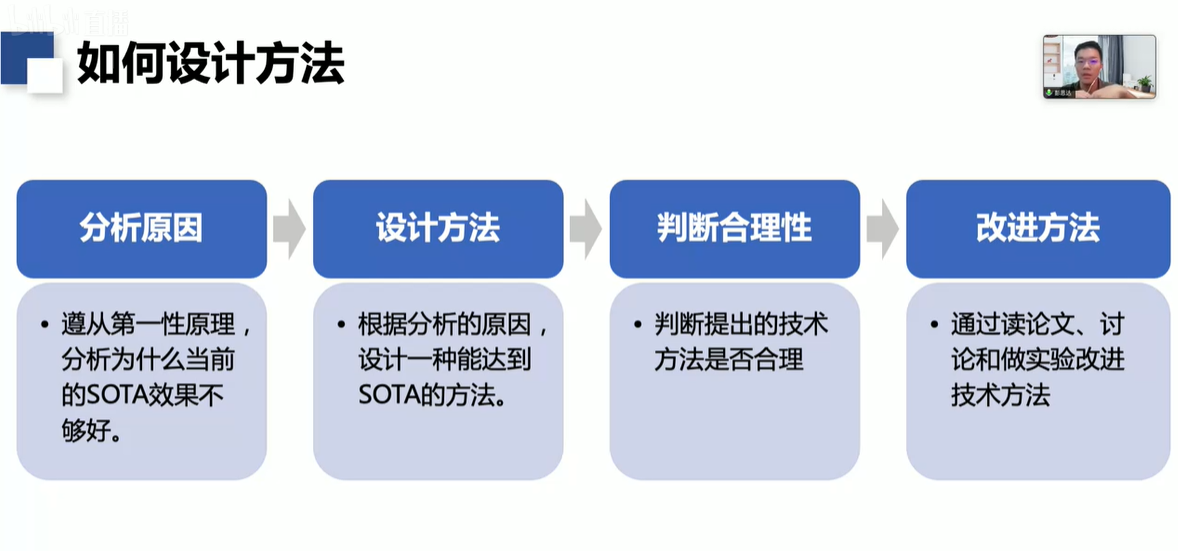 直播
如何设计方法
彭思达
分析原因
设计方法
判断合理性
改进方法
• 遵从第一性原理，
分析为什么当前
的SOTA效果不
够好。
• 根据分析的原因，
设计一种能达到
SOTA的方法。
• 判断提出的技术
方法是否合理
• 通过读论文、讨
论和做实验改进
技术方法